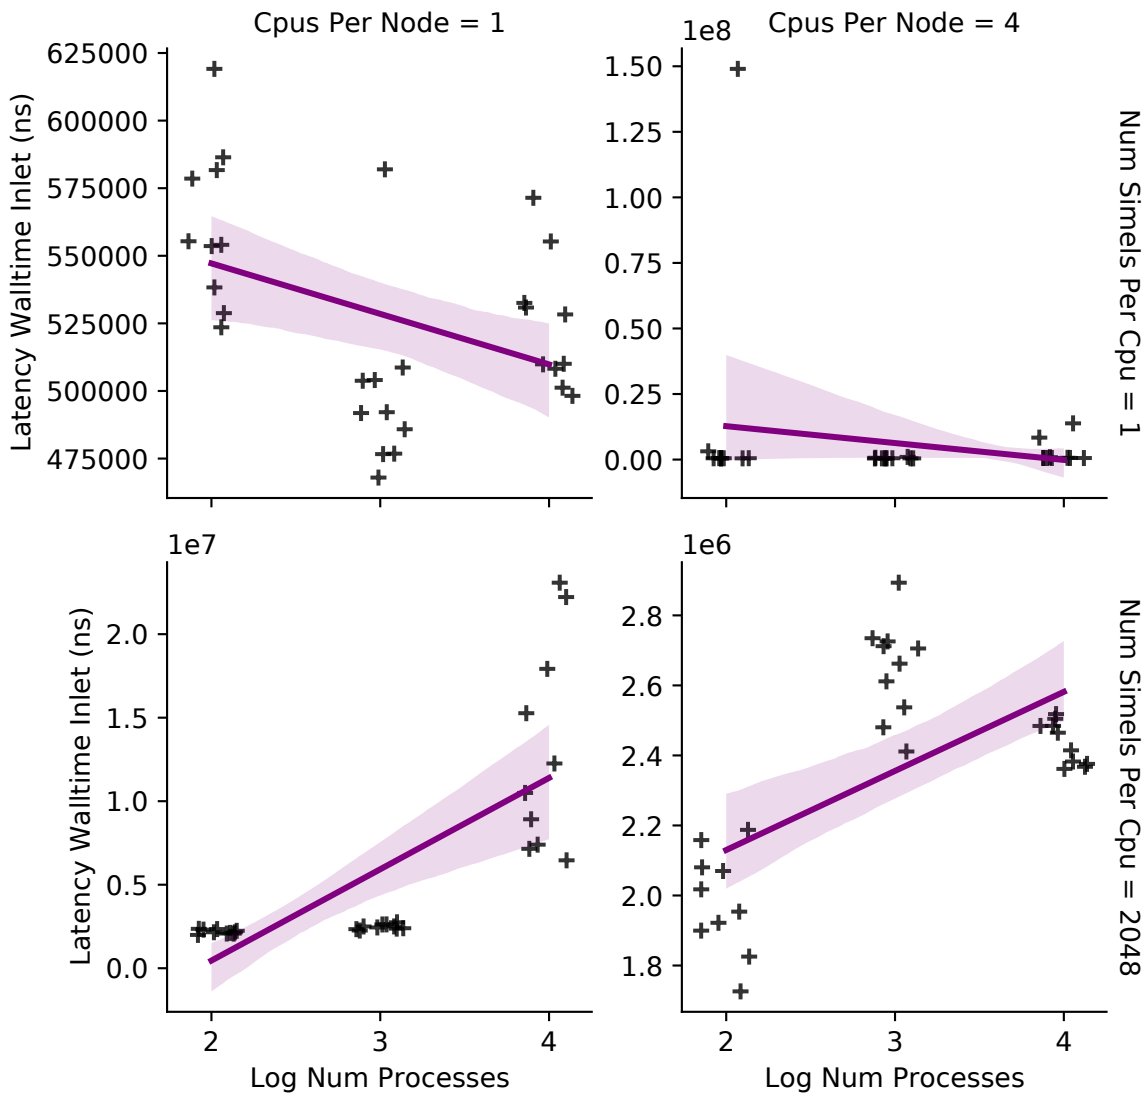 Cpus Per Node = 1
Cpus Per Node = 4
1e8
Latency Walltime Inlet (ns)
625000
600000
575000
550000
525000
500000
475000
1.50
1.25
1.00
0.75
0.50
0.25
0.00
Num Simels Per Cpu = 1
1e7
1e6
Latency Walltime Inlet (ns)
2.0
1.5
1.0
0.5
0.0
2.8
2.6
2.4
2.2
2.0
1.8
Num Simels Per Cpu = 2048
2 3 4
2 3 4
Log Num Processes
Log Num Processes